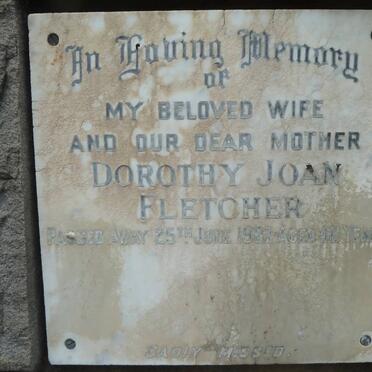 In Loving Memory
OF
MY BELOVED WIFE
AND OUR DEAR MOTHER
DOROTHY JOAN
FLETCHER
PASSED AWAY 25TH JUNE AGED
SADLY MISSED.